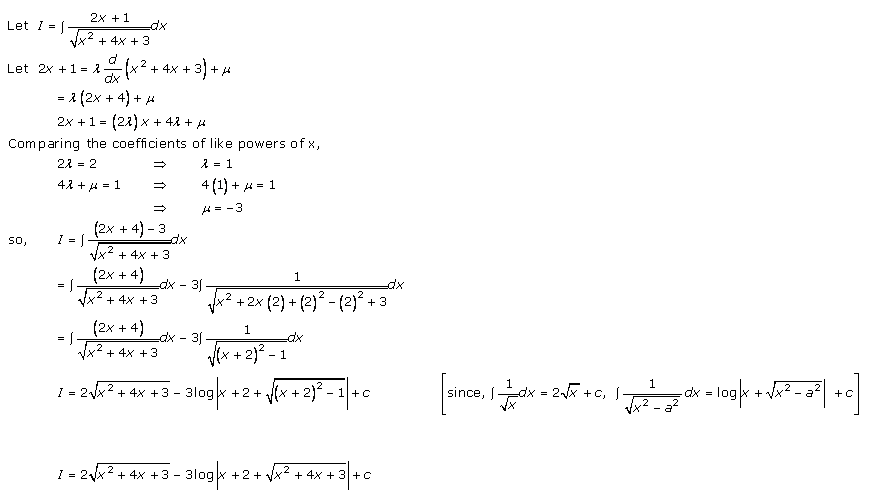 Let I = ∫ (2x + 1)/√(x² + 4x + 3) dx
Let 2x + 1 = λ d/dx (x² + 4x + 3) + μ
= λ(2x + 4) + μ
2x + 1 = (2λ)x + 4λ + μ
Comparing the coefficients of like powers of x,
2λ = 2 ⇒ λ = 1
4λ + μ = 1 ⇒ 4(1) + μ = 1
⇒ μ = −3
so, I = ∫ ((2x + 4) − 3)/√(x² + 4x + 3) dx
= ∫ (2x + 4)/√(x² + 4x + 3) dx − 3∫ 1/√(x² + 2x(2) + (2)² − (2)² + 3) dx
= ∫ (2x + 4)/√(x² + 4x + 3) dx − 3∫ 1/√((x + 2)² − 1) dx
I = 2√(x² + 4x + 3) − 3log|x + 2 + √((x + 2)² − 1)| + c [since, ∫ 1/√x dx = 2√x + c, ∫ 1/√(x² − a²) dx = log|x + √(x² − a²)| + c]
I = 2√(x² + 4x + 3) − 3log|x + 2 + √(x² + 4x + 3)| + c